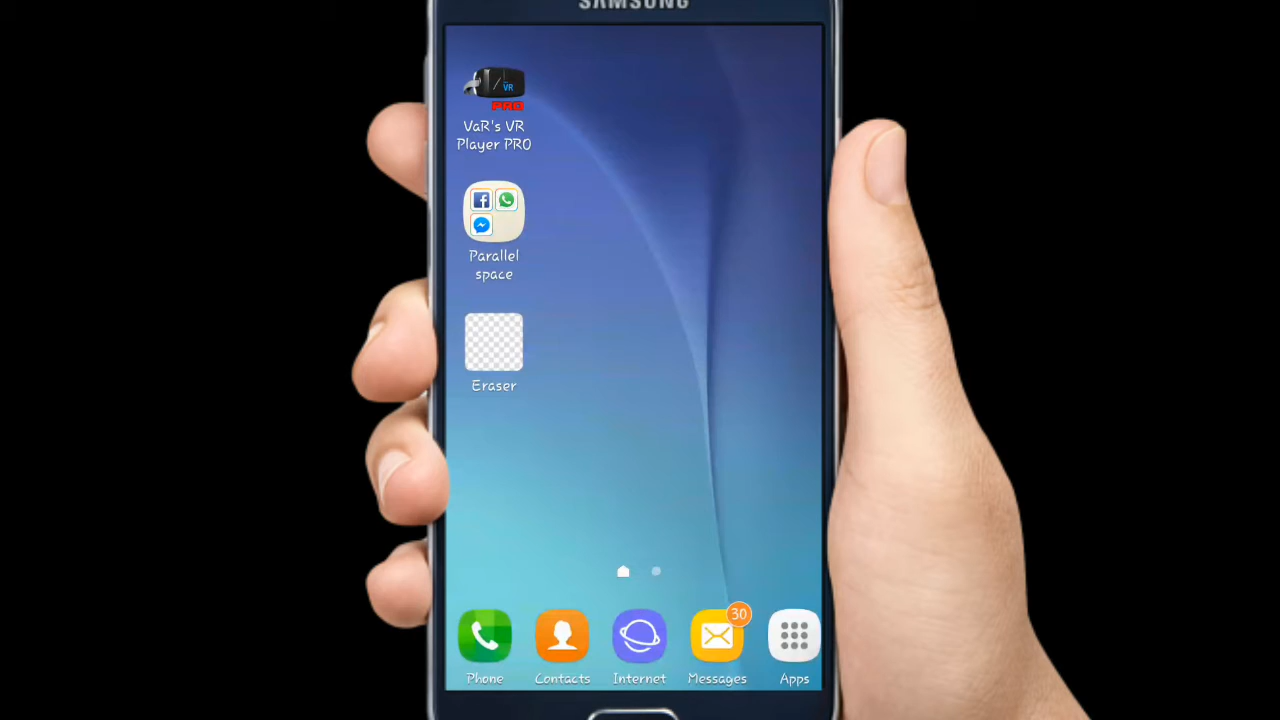 SAMSUNG
VR
PRO
VaR's VR
Player PRO
Parallel
space
Eraser
30
Phone
Contacts
Internet
Messages
Apps